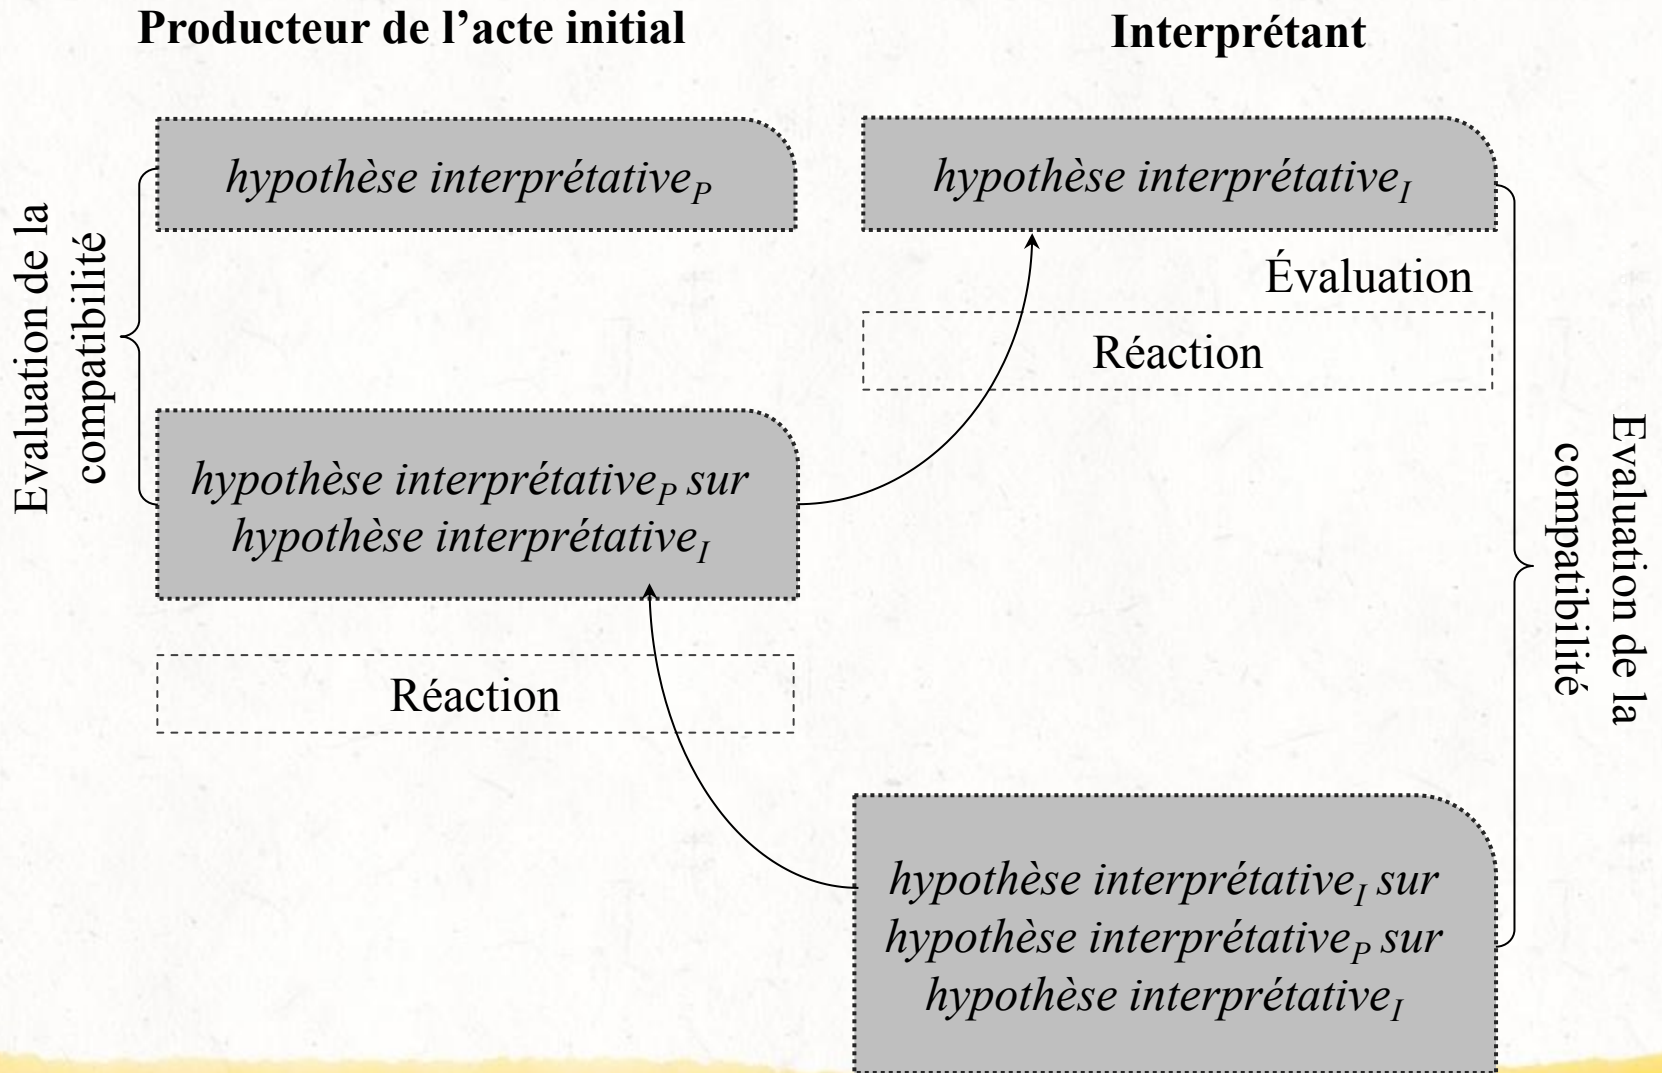 Producteur de l’acte initial
Interprétant
Evaluation de la
compatibilité
hypothèse interprétative_P
hypothèse interprétative_I
Évaluation
Réaction
hypothèse interprétative_P sur
hypothèse interprétative_I
Réaction
hypothèse interprétative_I sur
hypothèse interprétative_P sur
hypothèse interprétative_I
Evaluation de la
compatibilité